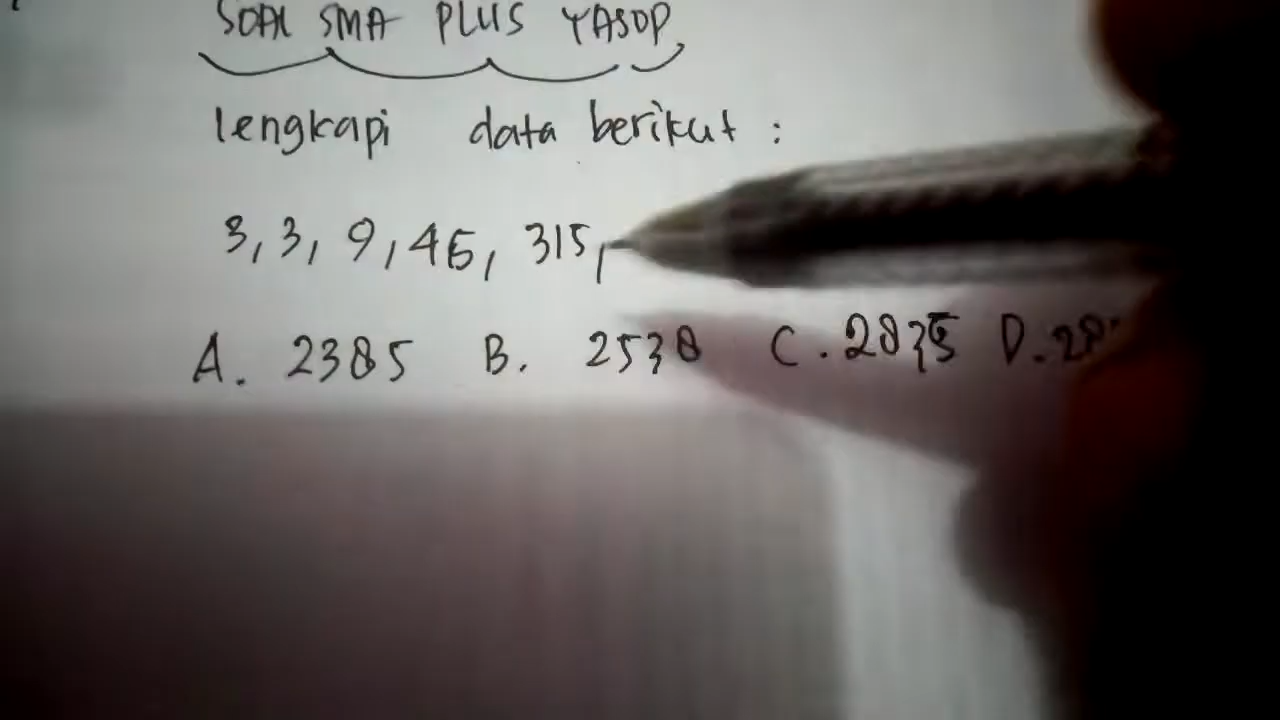 SOAL SMA PLUS YASOP
lengkapi data berikut :
3, 3, 9, 45, 315,
A. 2385 B. 2538 C. 2835 D.